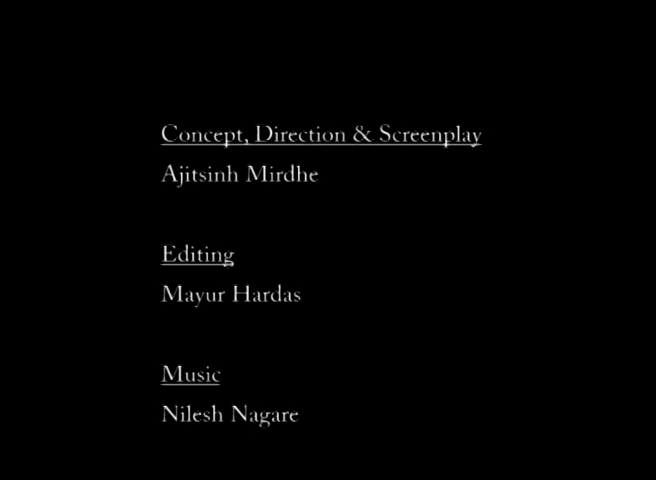 Concept, Direction & Screenplay
Ajitsinh Mirdhe
Editing
Mayur Hardas
Music
Nilesh Nagare